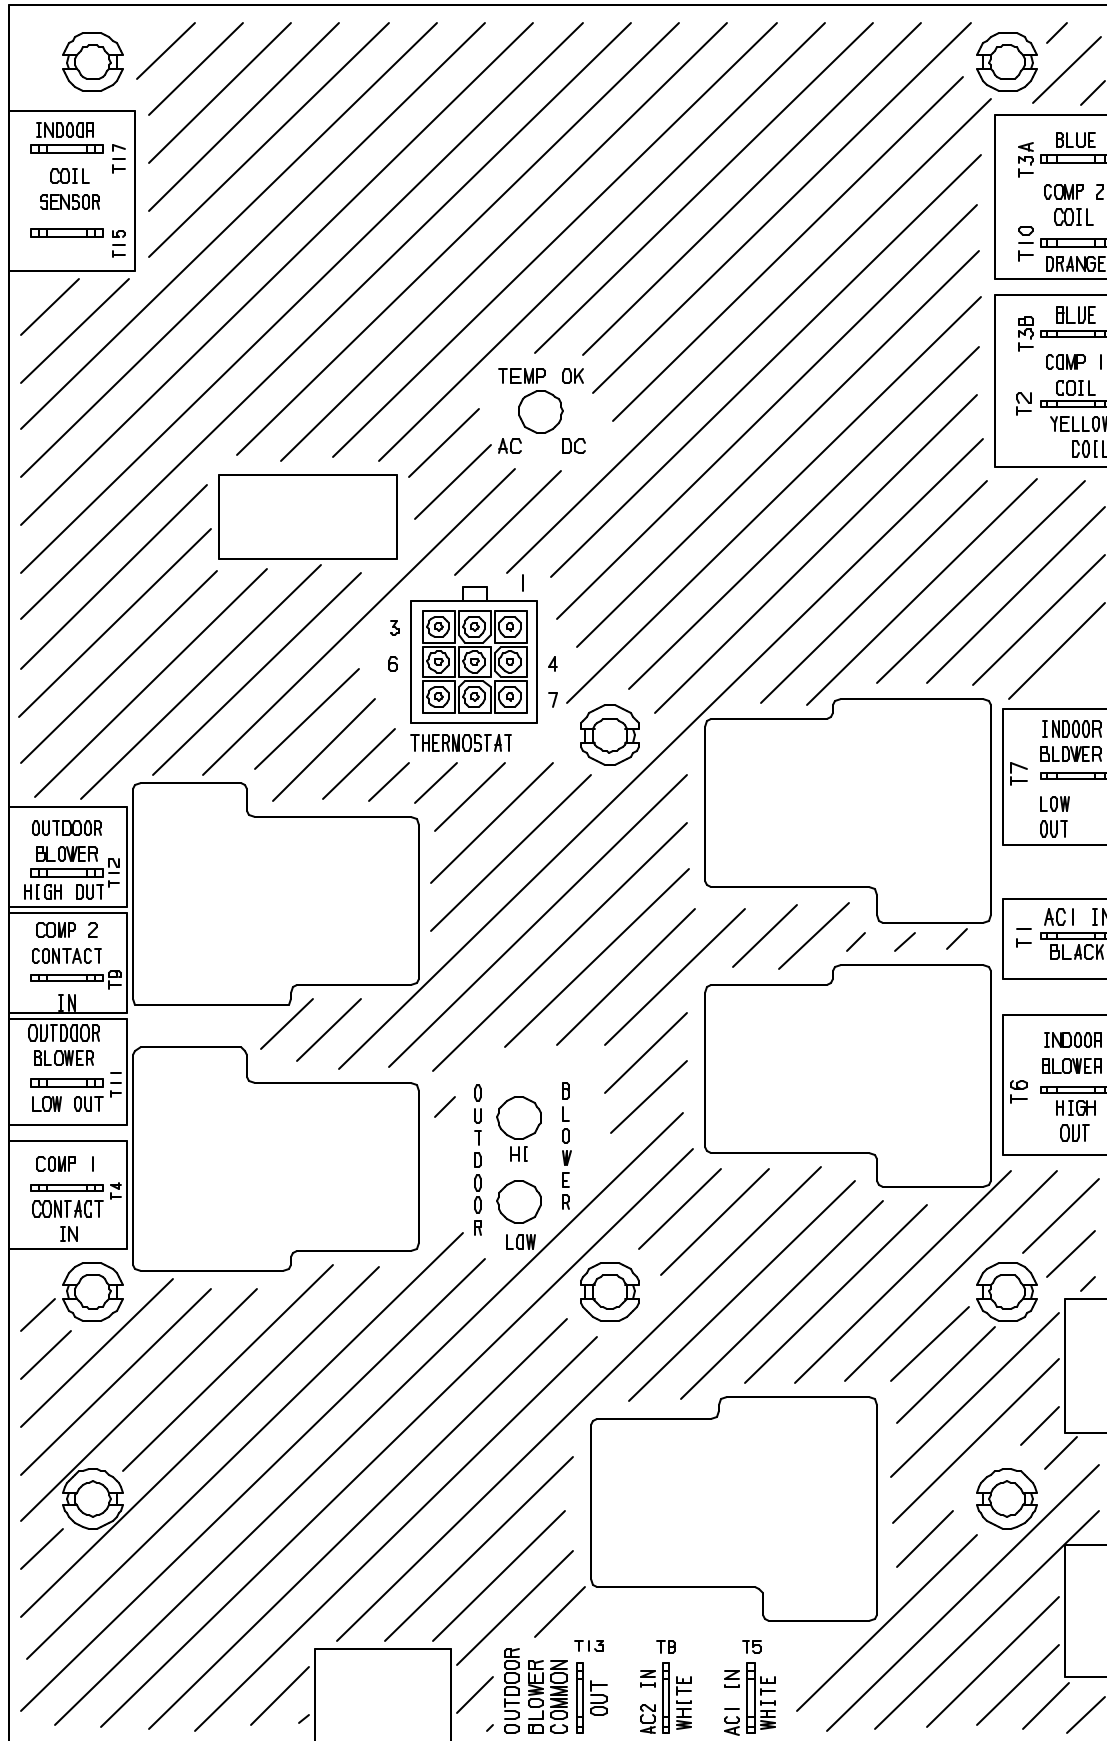 INDOOR
T17
COIL
SENSOR
T15
T3A
BLUE
COMP 2
COIL
T10
ORANGE
T3B
BLUE
COMP 1
COIL
T2
YELLOW
COIL
TEMP OK
AC DC
1
3
6
4
7
THERMOSTAT
INDOOR
BLOWER
T7
LOW
OUT
OUTDOOR
BLOWER
T12
HIGH OUT
COMP 2
CONTACT
T9
IN
AC1 IN
T1
BLACK
OUTDOOR
BLOWER
T11
LOW OUT
INDOOR
BLOWER
T6
HIGH
OUT
OUTDOOR
BLOWER
HI
LOW
COMP 1
T4
CONTACT
IN
OUTDOOR
BLOWER
COMMON
T13
OUT
T8
AC2 IN
WHITE
T5
AC1 IN
WHITE